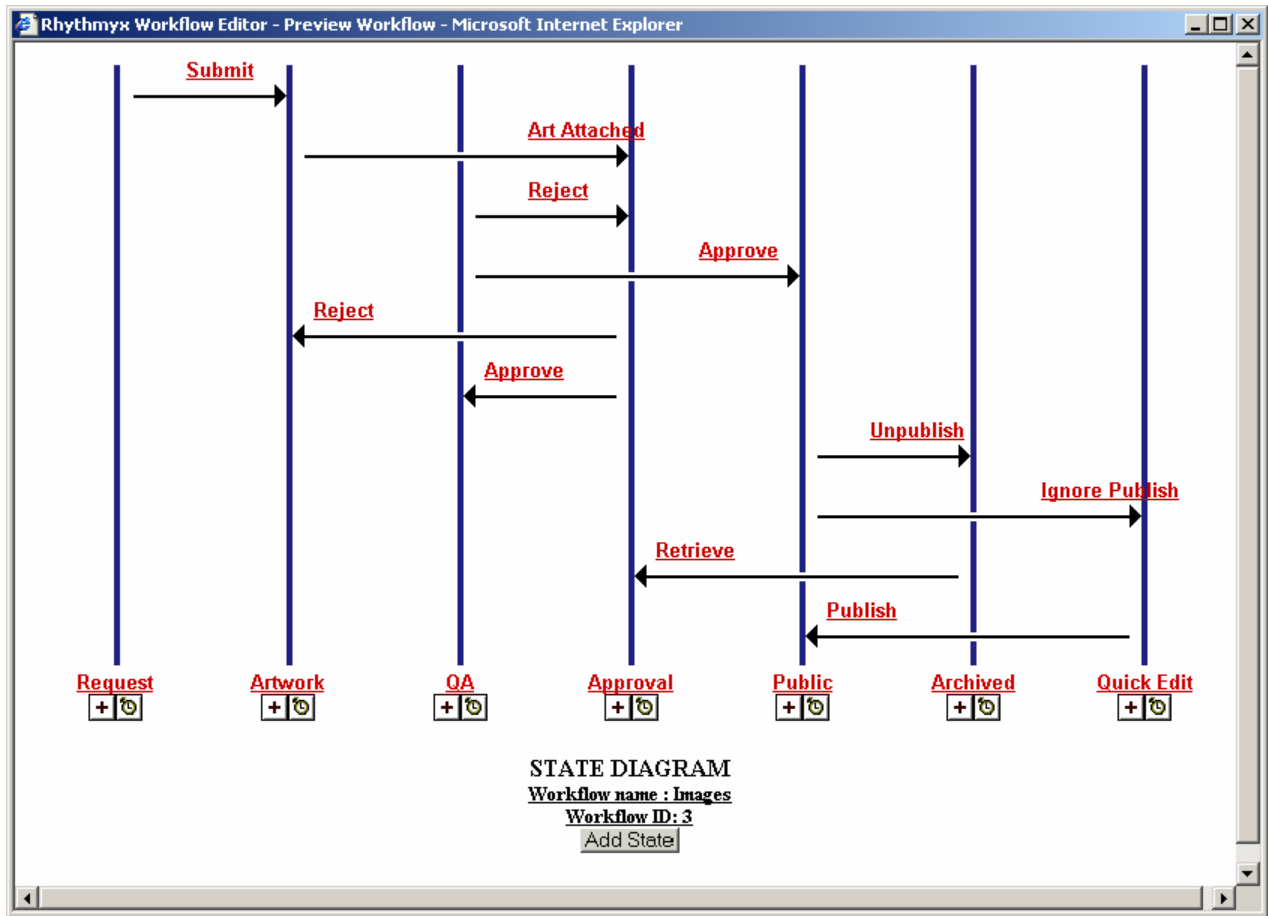 Rhythmyx Workflow Editor - Preview Workflow - Microsoft Internet Explorer
Submit
Art Attached
Reject
Approve
Reject
Approve
Unpublish
Ignore Publish
Retrieve
Publish
Request Artwork QA Approval Public Archived Quick Edit
STATE DIAGRAM
Workflow name : Images
Workflow ID: 3
Add State